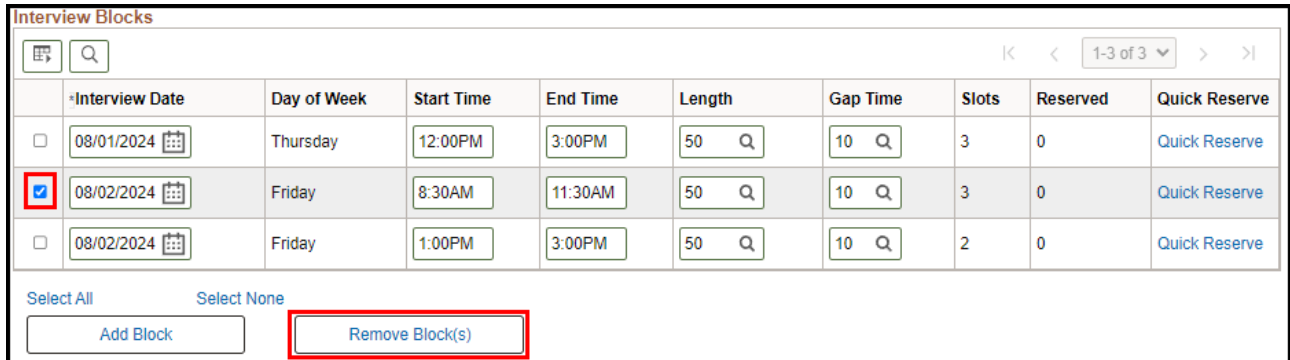 Interview Blocks
1-3 of 3
*Interview Date Day of Week Start Time End Time Length Gap Time Slots Reserved Quick Reserve
08/01/2024 Thursday 12:00PM 3:00PM 50 10 3 0 Quick Reserve
08/02/2024 Friday 8:30AM 11:30AM 50 10 3 0 Quick Reserve
08/02/2024 Friday 1:00PM 3:00PM 50 10 2 0 Quick Reserve
Select All Select None
Add Block Remove Block(s)